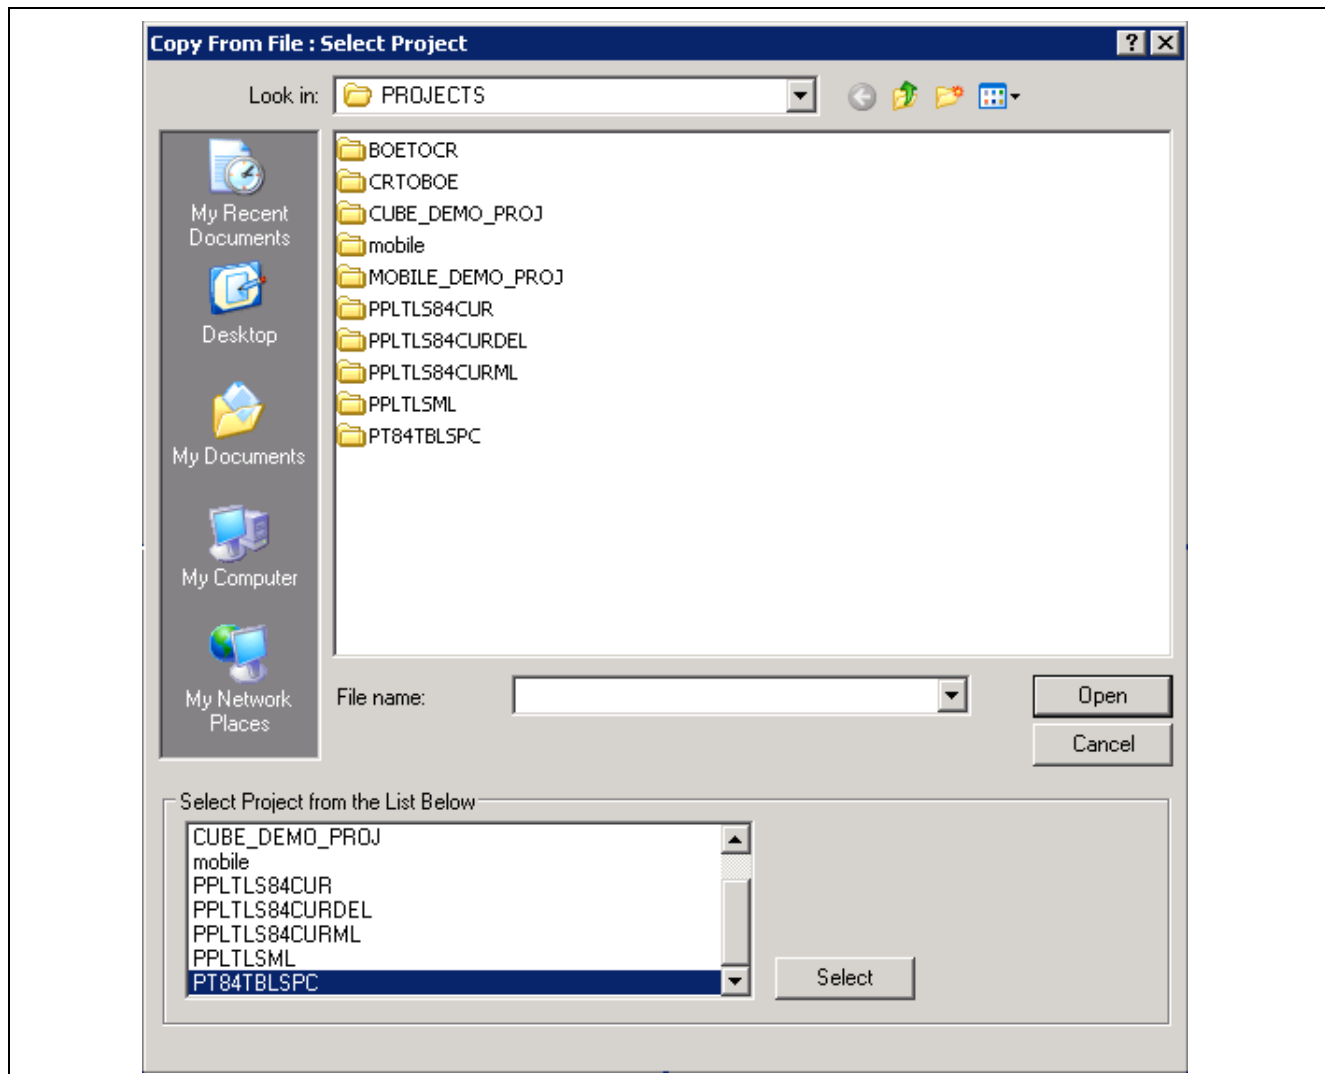 Copy From File : Select Project
Look in:
PROJECTS
My Recent
Documents
Desktop
My Documents
My Computer
My Network
Places
BOETOCR
CRTOBOE
CUBE_DEMO_PROJ
mobile
MOBILE_DEMO_PROJ
PPLTLS84CUR
PPLTLS84CURDEL
PPLTLS84CURML
PPLTLSML
PT84TBLSPC
File name:
Open
Cancel
Select Project from the List Below
CUBE_DEMO_PROJ
mobile
PPLTLS84CUR
PPLTLS84CURDEL
PPLTLS84CURML
PPLTLSML
PT84TBLSPC
Select